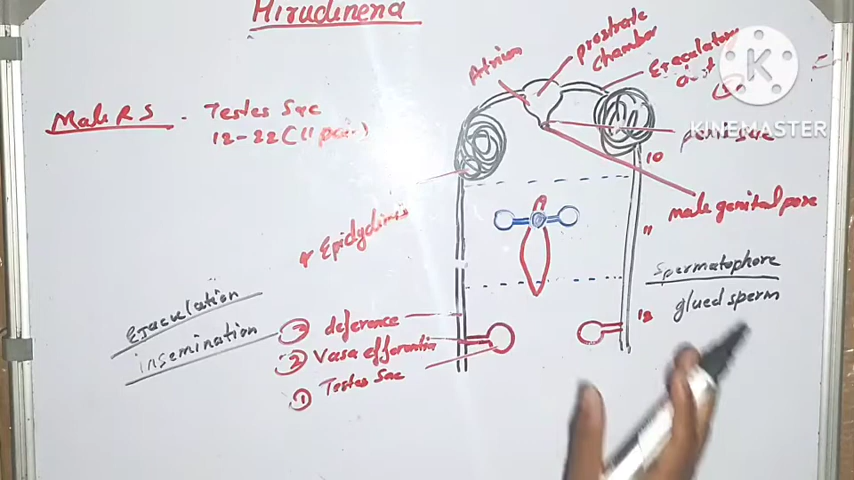 Hirudinena
Male RS - Testes Sac
12-22 (11 pair)
Atrium
prostrate
chamber
Ejaculatory
duct
KINEMASTER
penis sac
10
male genital pore
11
Epidydimis
Spermatophore
glued sperm
12
Ejaculation
insemination
③ deference
② Vasa efferentia
① Testes Sac